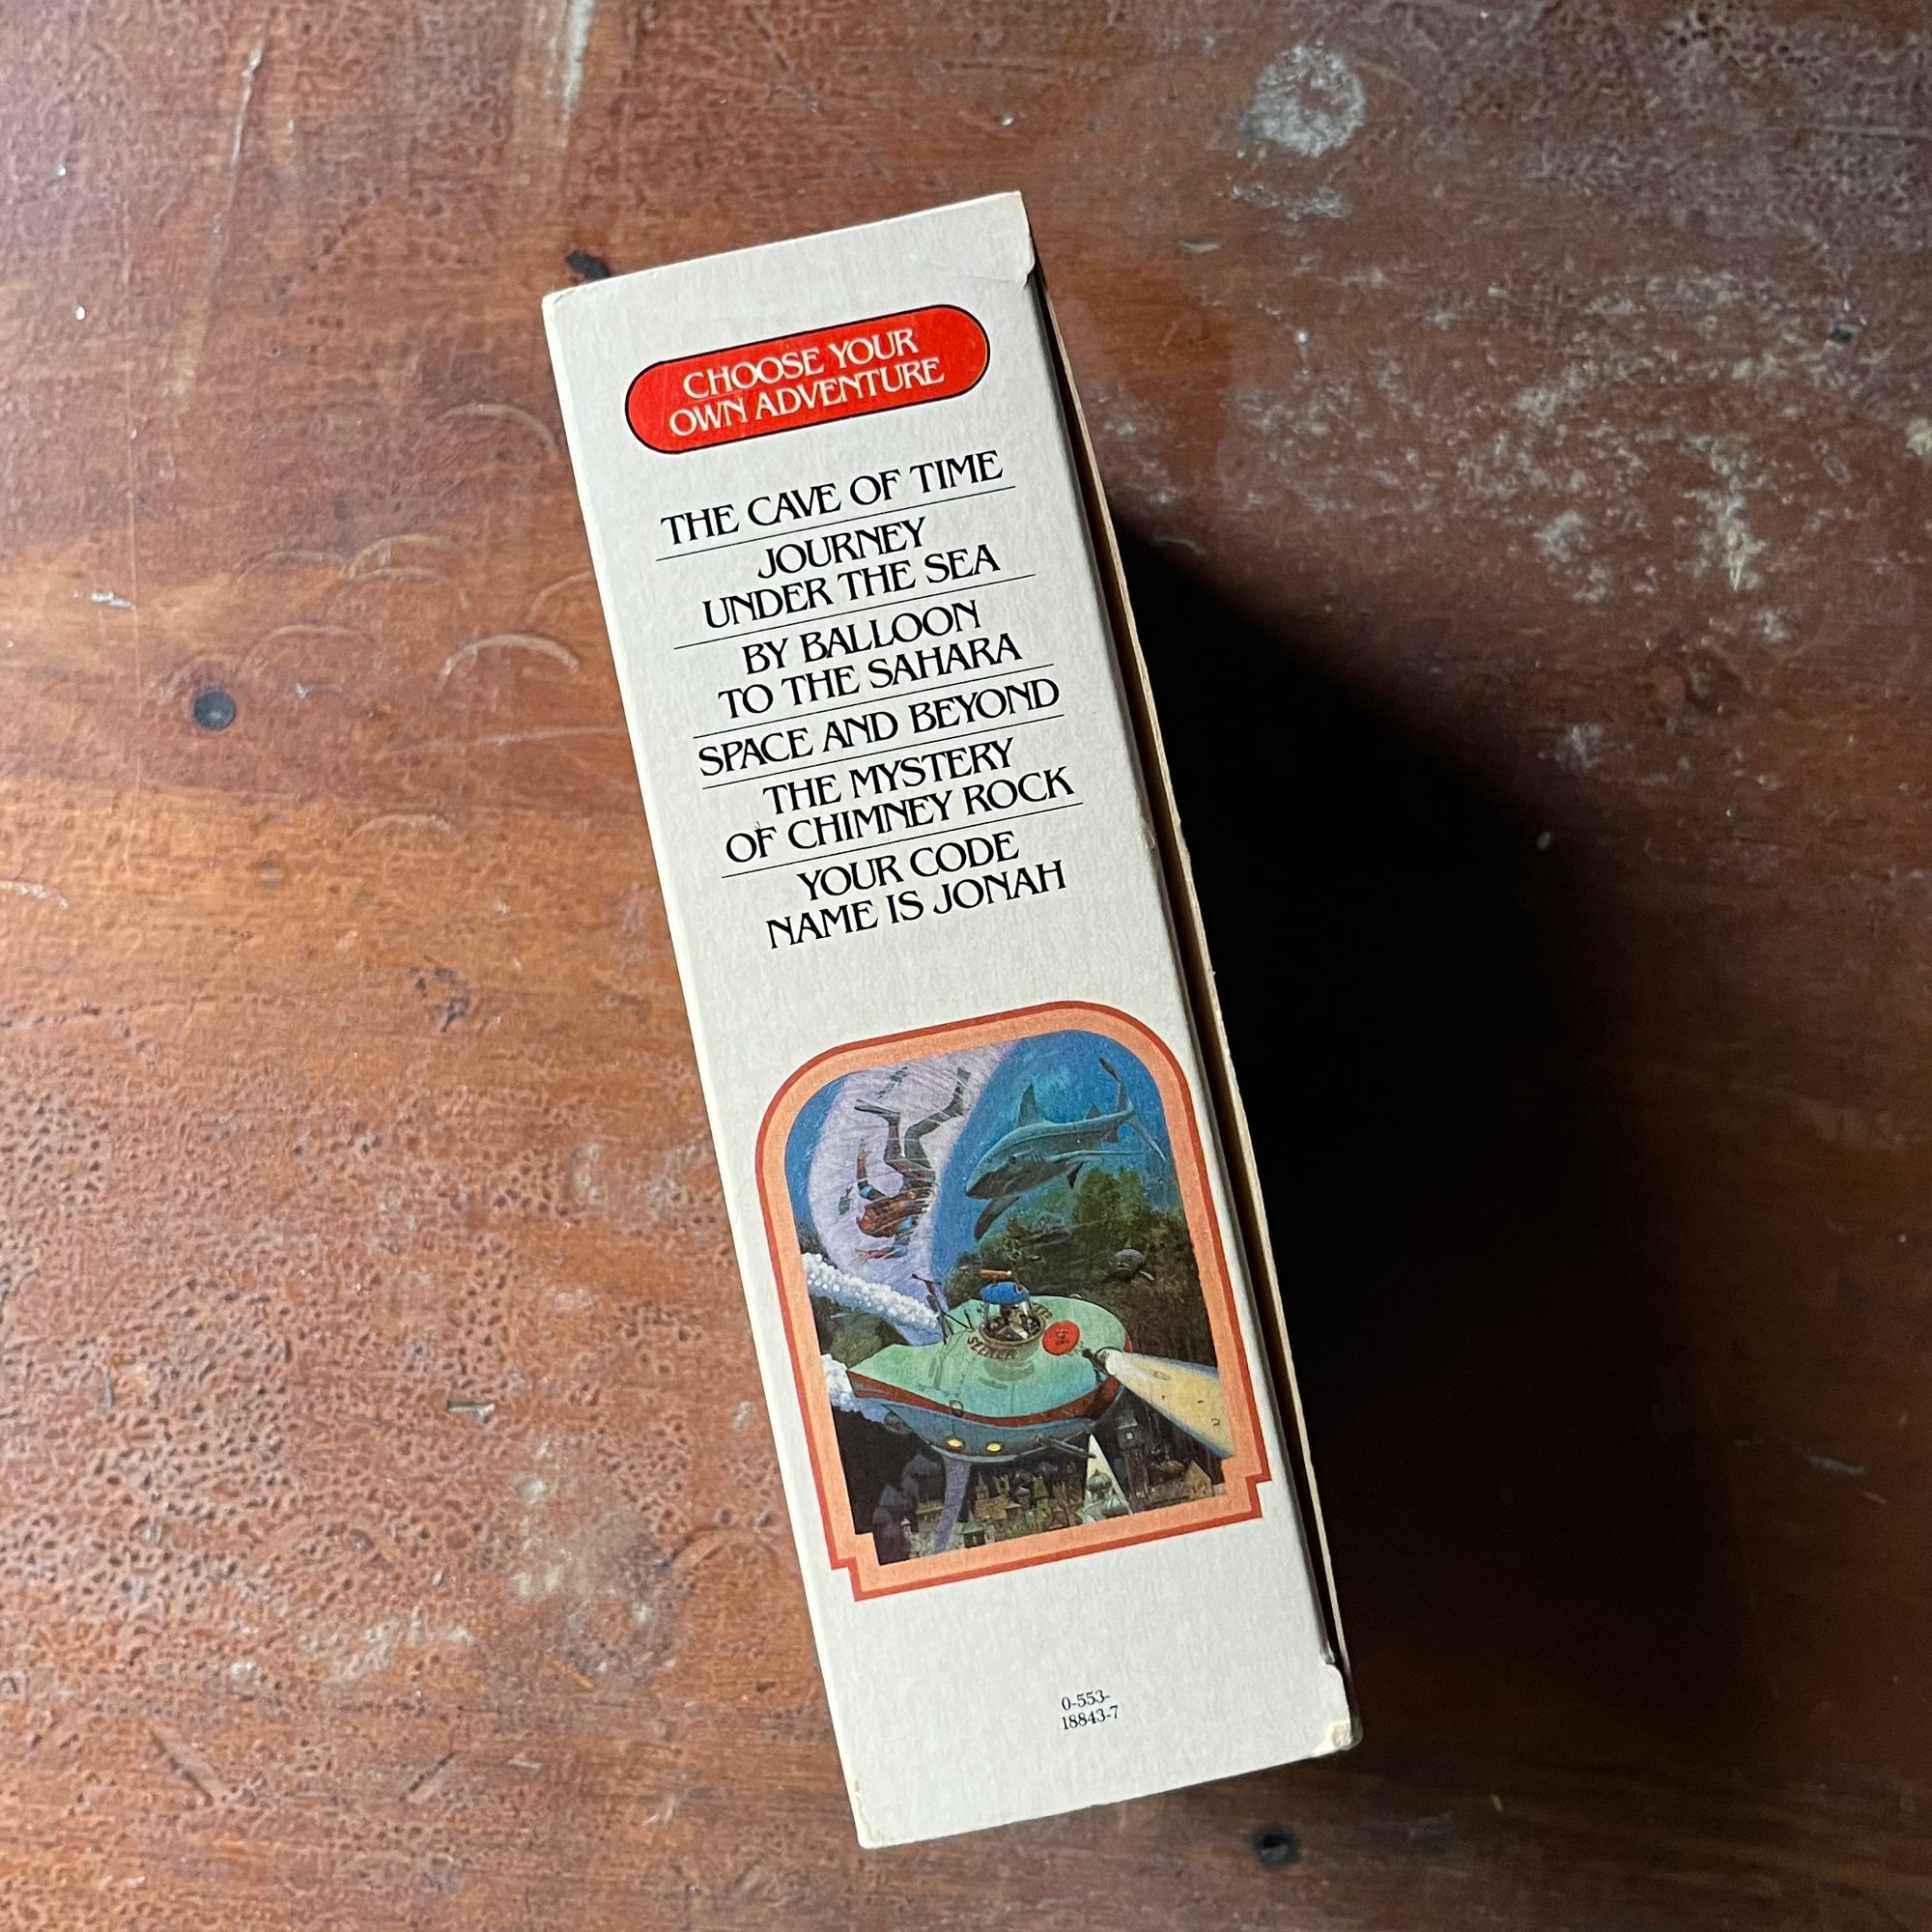 CHOOSE YOUR
OWN ADVENTURE
THE CAVE OF TIME
JOURNEY
UNDER THE SEA
BY BALLOON
TO THE SAHARA
SPACE AND BEYOND
THE MYSTERY
OF CHIMNEY ROCK
YOUR CODE
NAME IS JONAH
0-553-
18843-7